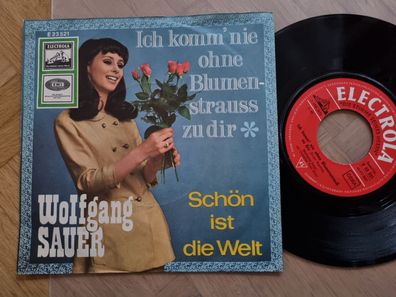 E 23 521
ELECTROLA
Ich komm' nie
ohne
Blumen-
strauss
zu dir *
Wolfgang
SAUER
Schön
ist
die Welt
ELECTROLA